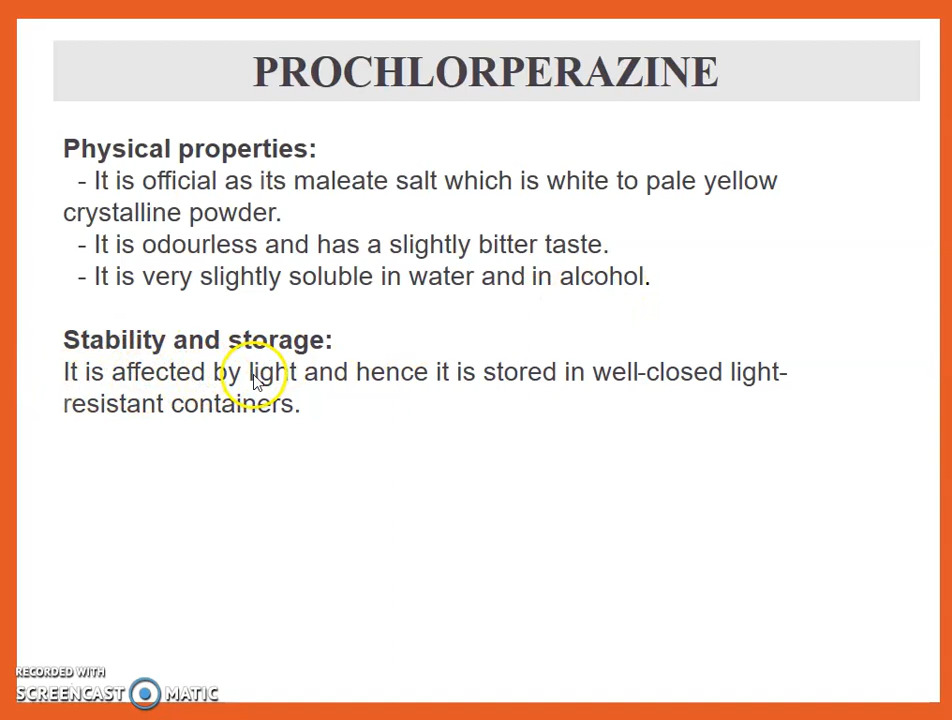 PROCHLORPERAZINE
Physical properties:
- It is official as its maleate salt which is white to pale yellow
crystalline powder.
- It is odourless and has a slightly bitter taste.
- It is very slightly soluble in water and in alcohol.
Stability and storage:
It is affected by light and hence it is stored in well-closed light-
resistant containers.
RECORDED WITH
SCREENCAST MATIC